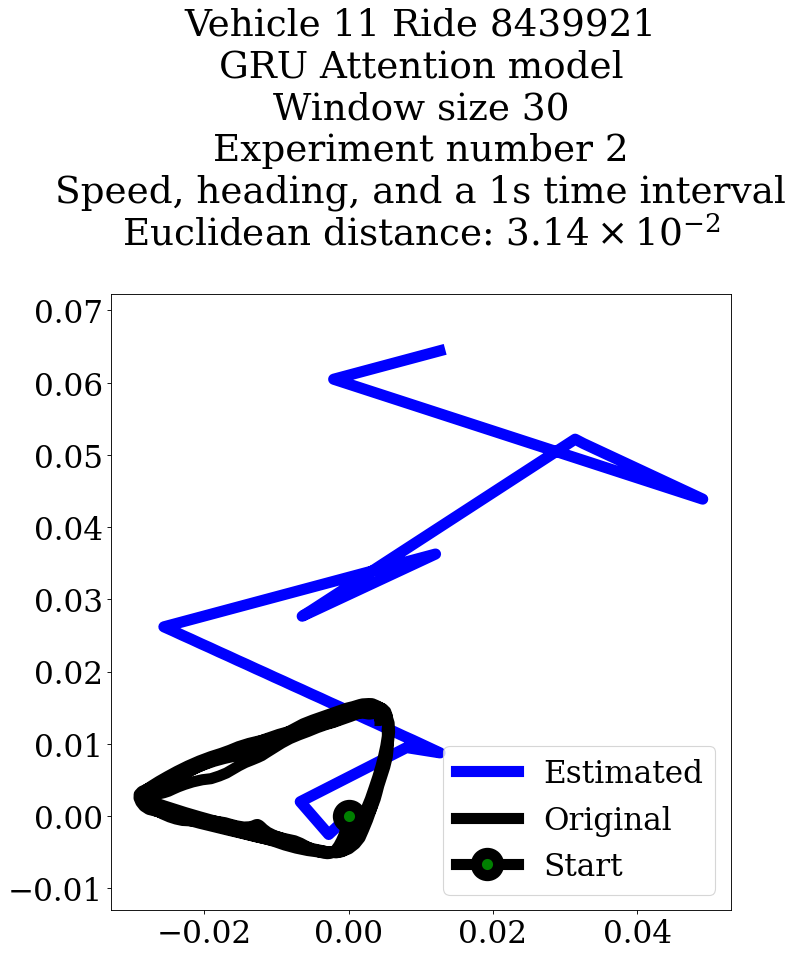 Vehicle 11 Ride 8439921
GRU Attention model
Window size 30
Experiment number 2
Speed, heading, and a 1s time interval
Euclidean distance: 3.14 × 10⁻²
0.07
0.06
0.05
0.04
0.03
0.02
0.01
0.00
−0.01
Estimated
Original
Start
−0.02 0.00 0.02 0.04